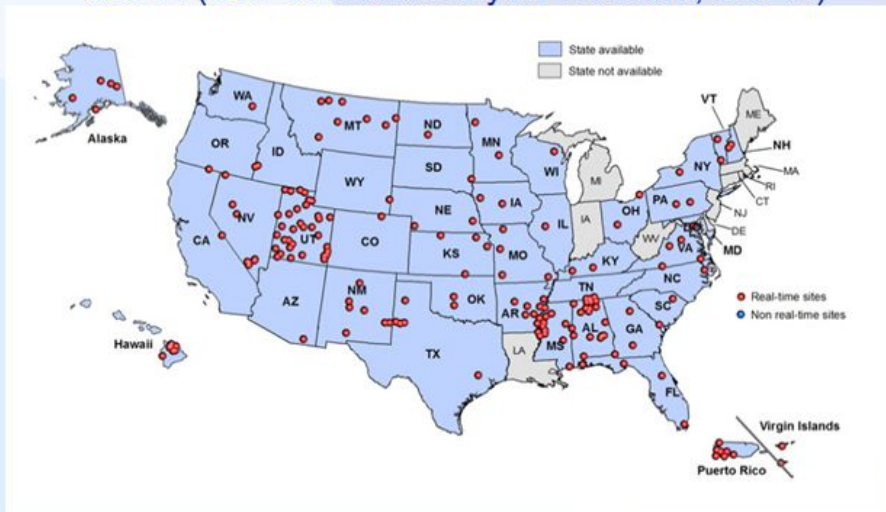 State available
State not available
Alaska
WA
MT
ND
MN
VT
ME
OR
ID
SD
WI
NY
NH
MA
WY
MI
RI
CT
NV
NE
IA
IL
IA
OH
PA
NJ
DE
MD
CA
UT
CO
KS
MO
KY
WV
VA
NC
AZ
NM
OK
AR
TN
SC
Real-time sites
Non real-time sites
Hawaii
TX
LA
MS
AL
GA
FL
Virgin Islands
Puerto Rico